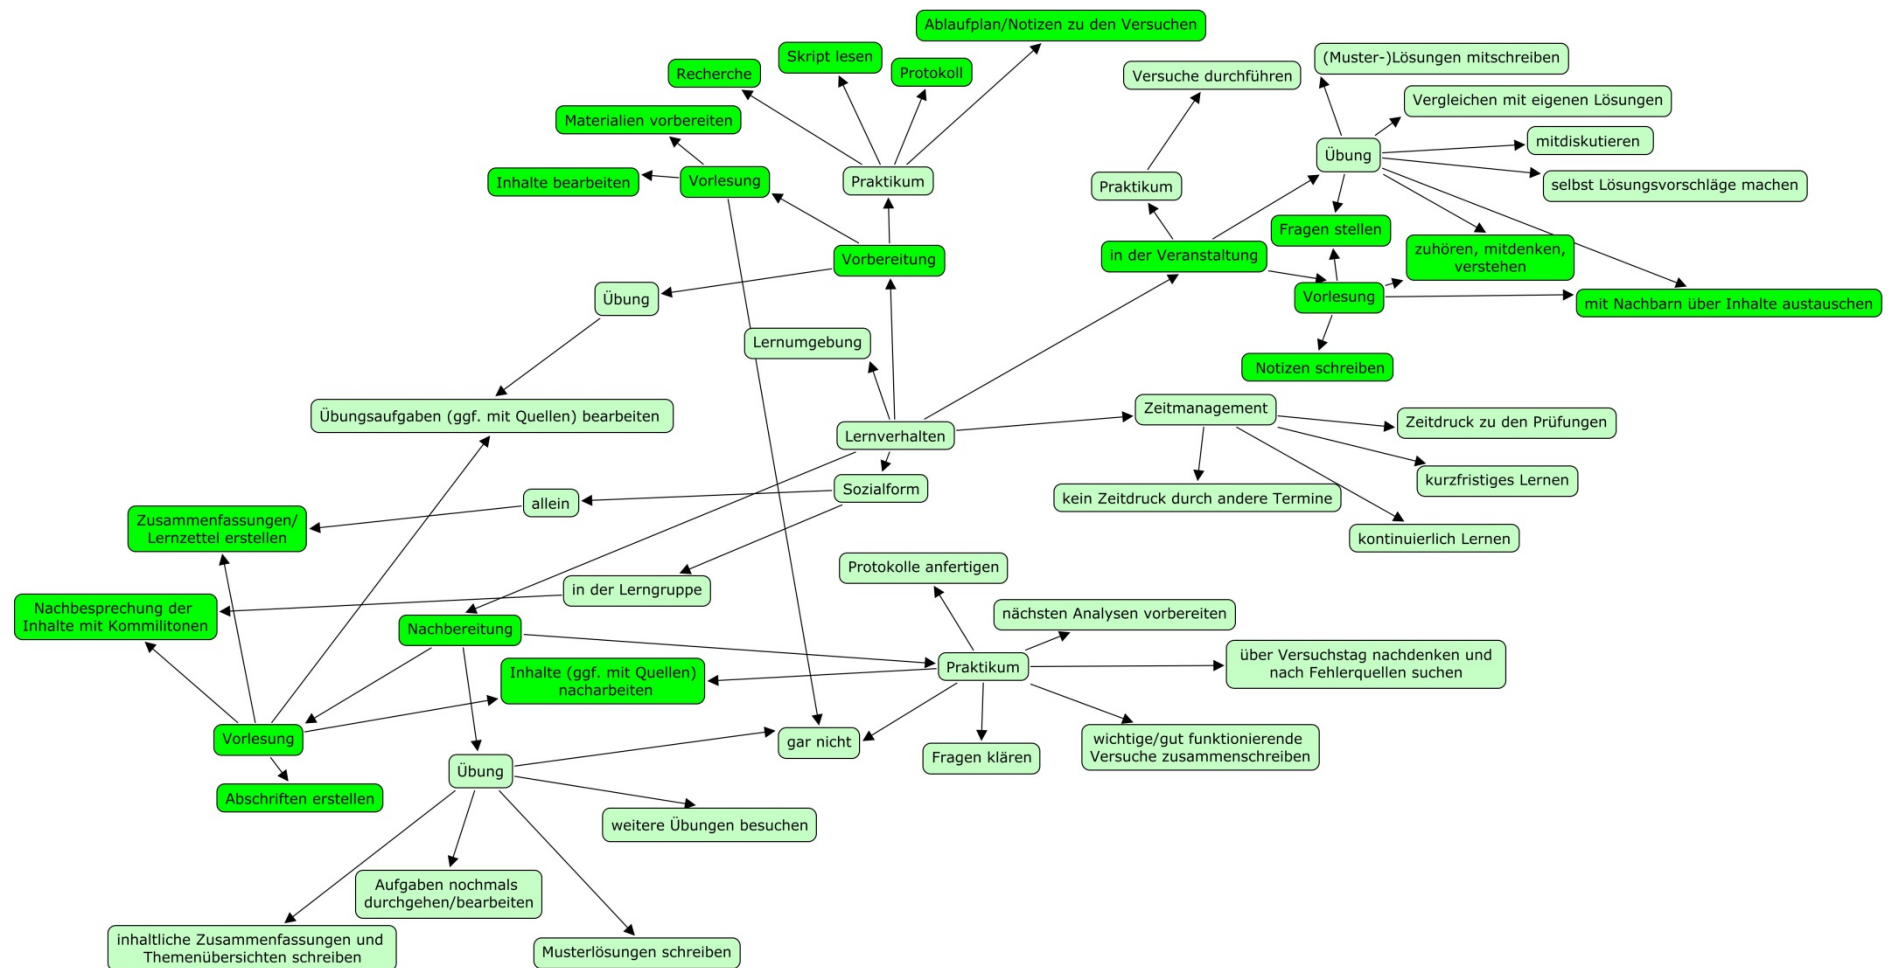 Ablaufplan/Notizen zu den Versuchen
Skript lesen
(Muster-)Lösungen mitschreiben
Recherche
Protokoll
Versuche durchführen
Vergleichen mit eigenen Lösungen
Materialien vorbereiten
mitdiskutieren
Übung
Inhalte bearbeiten
Vorlesung
Praktikum
Praktikum
selbst Lösungsvorschläge machen
Fragen stellen
Vorbereitung
in der Veranstaltung
zuhören, mitdenken,
verstehen
Übung
Vorlesung
mit Nachbarn über Inhalte austauschen
Lernumgebung
Notizen schreiben
Übungsaufgaben (ggf. mit Quellen) bearbeiten
Lernverhalten
Zeitmanagement
Zeitdruck zu den Prüfungen
kurzfristiges Lernen
Sozialform
kein Zeitdruck durch andere Termine
allein
Zusammenfassungen/
Lernzettel erstellen
kontinuierlich Lernen
Protokolle anfertigen
in der Lerngruppe
Nachbesprechung der
Inhalte mit Kommilitonen
nächsten Analysen vorbereiten
Nachbereitung
Inhalte (ggf. mit Quellen)
nacharbeiten
Praktikum
über Versuchstag nachdenken und
nach Fehlerquellen suchen
Vorlesung
gar nicht
Fragen klären
wichtige/gut funktionierende
Versuche zusammenschreiben
Übung
Abschriften erstellen
weitere Übungen besuchen
Aufgaben nochmals
durchgehen/bearbeiten
inhaltliche Zusammenfassungen und
Themenübersichten schreiben
Musterlösungen schreiben